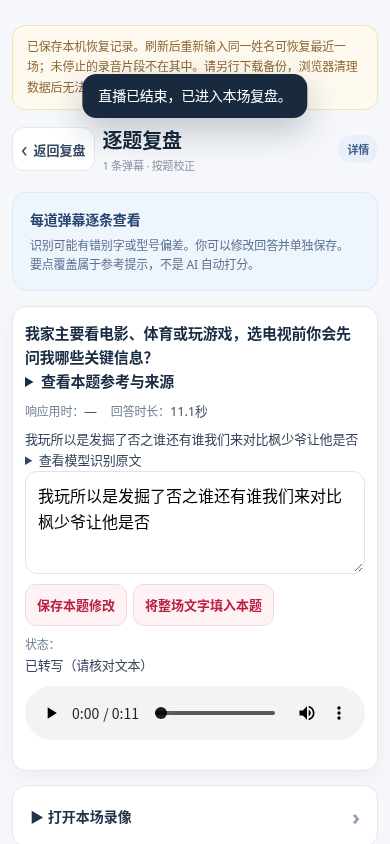 已保存本机恢复记录。刷新后重新输入同一姓名可恢复最近一
场；未停止的录音片段不在其中。请另行下载备份，浏览器清理
数据后无法
直播已结束，已进入本场复盘。
‹ 返回复盘
逐题复盘
1 条弹幕 · 按题校正
详情
每道弹幕逐条查看
识别可能有错别字或型号偏差。你可以修改回答并单独保存。
要点覆盖属于参考提示，不是 AI 自动打分。
我家主要看电影、体育或玩游戏，选电视前你会先
问我哪些关键信息？
▶ 查看本题参考与来源
响应用时：— 回答时长：11.1秒
我玩所以是发掘了否之谁还有谁我们来对比枫少爷让他是否
▶ 查看模型识别原文
我玩所以是发掘了否之谁还有谁我们来对比
枫少爷让他是否
保存本题修改
将整场文字填入本题
状态：
已转写（请核对文本）
0:00 / 0:11
▶ 打开本场录像 ›